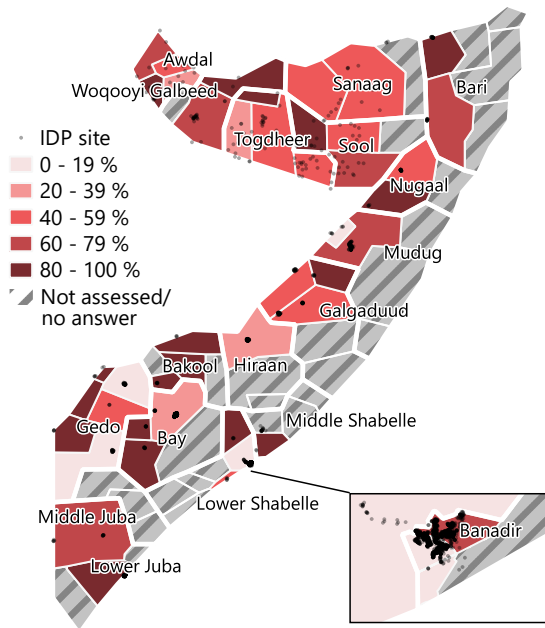 Awdal
Woqooyi Galbeed
Sanaag
Bari
Togdheer
Sool
Nugaal
Mudug
Galgaduud
Hiraan
Bakool
Gedo
Bay
Middle Shabelle
Lower Shabelle
Middle Juba
Lower Juba
Banadir
IDP site
0 - 19 %
20 - 39 %
40 - 59 %
60 - 79 %
80 - 100 %
Not assessed/
no answer